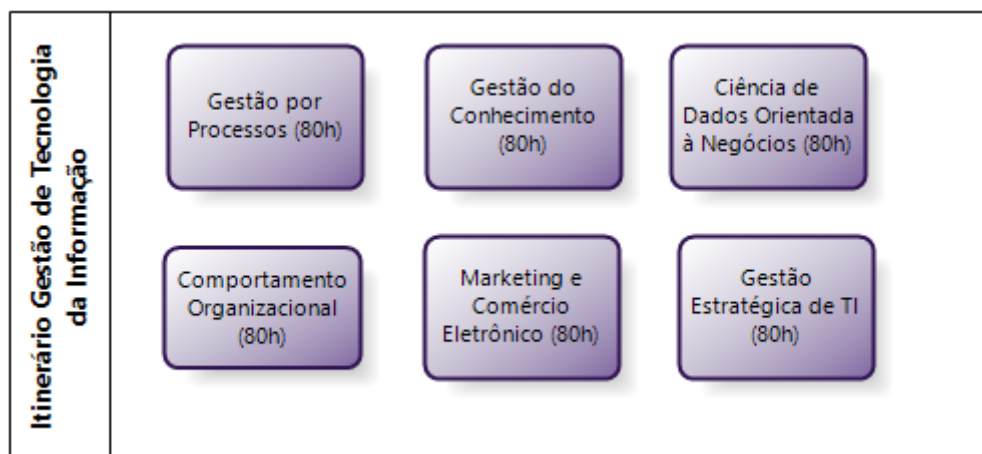 Itinerário Gestão de Tecnologia
da Informação
Gestão por
Processos (80h)
Gestão do
Conhecimento
(80h)
Ciência de
Dados Orientada
à Negócios (80h)
Comportamento
Organizacional
(80h)
Marketing e
Comércio
Eletrônico (80h)
Gestão
Estratégica de TI
(80h)